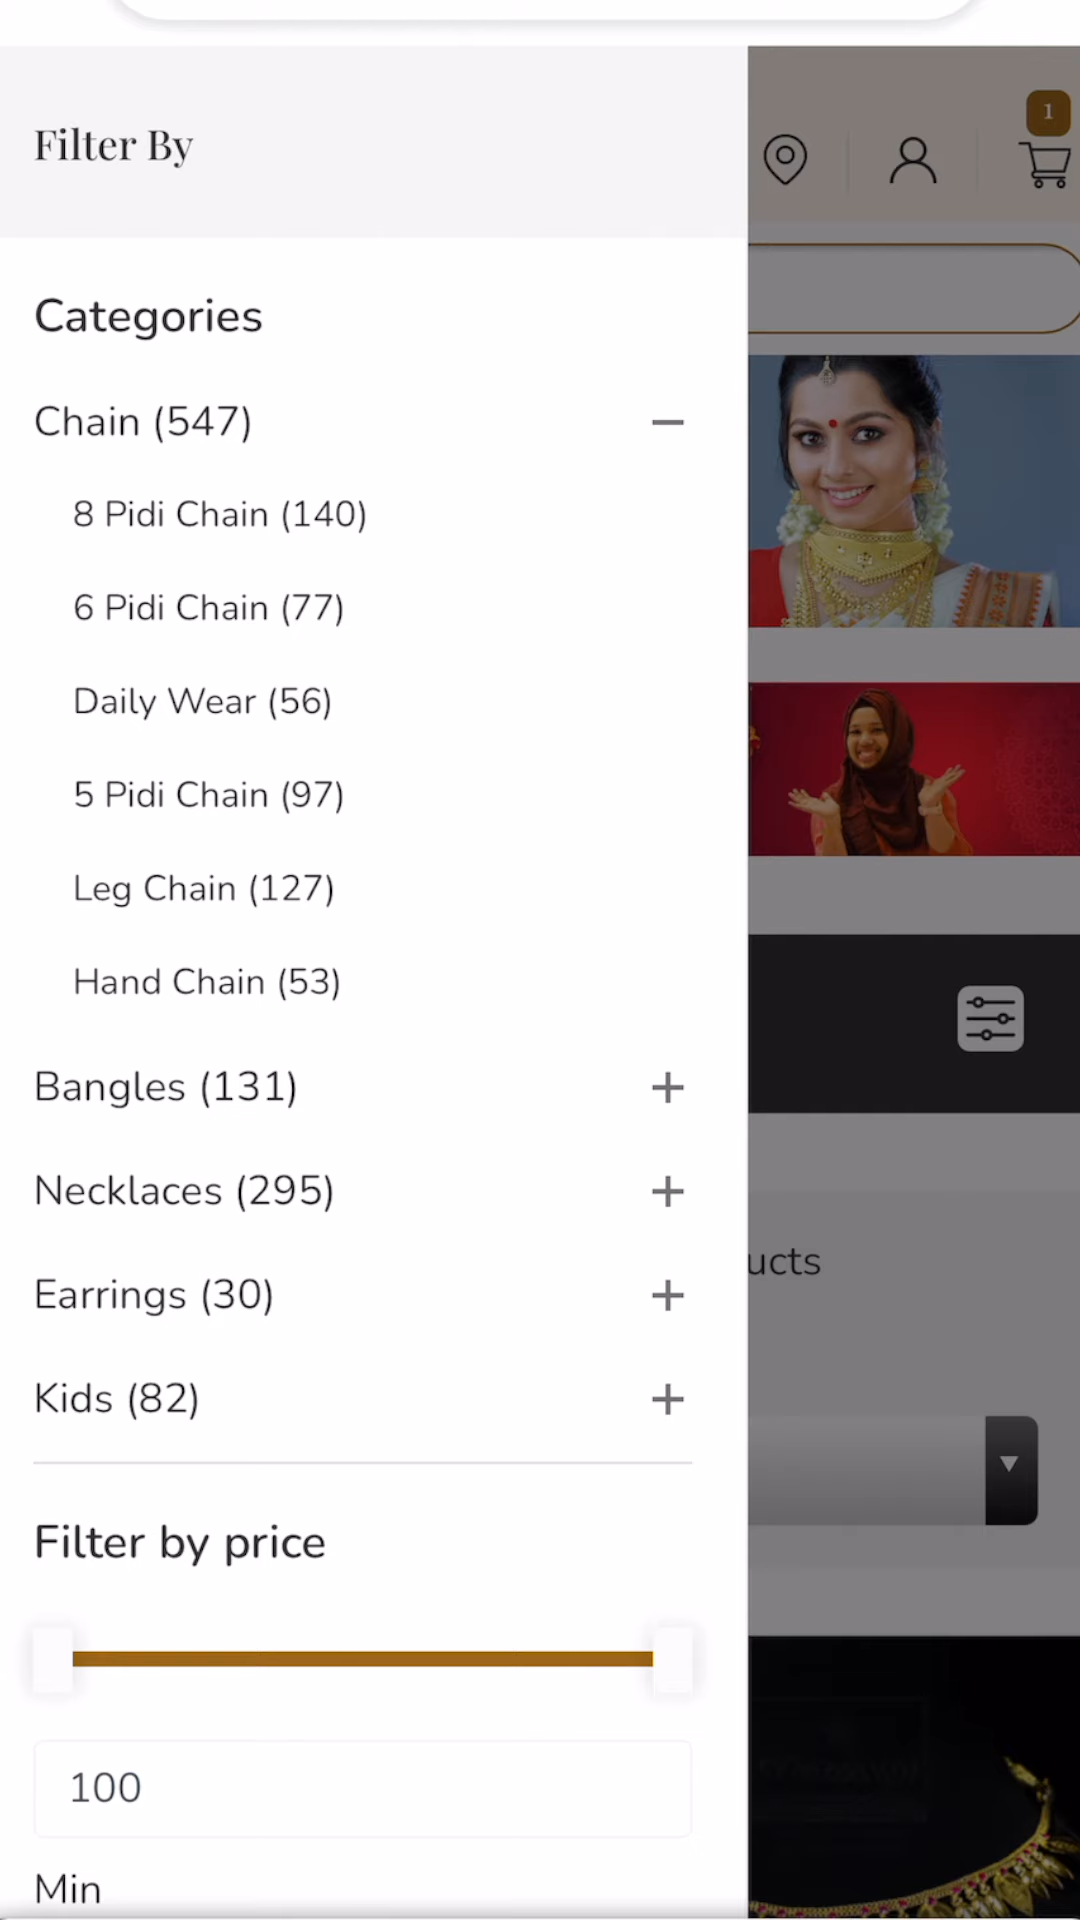 Filter By
1
Categories
Chain (547)
8 Pidi Chain (140)
6 Pidi Chain (77)
Daily Wear (56)
5 Pidi Chain (97)
Leg Chain (127)
Hand Chain (53)
Bangles (131)
Necklaces (295)
ucts
Earrings (30)
Kids (82)
Filter by price
100
Min